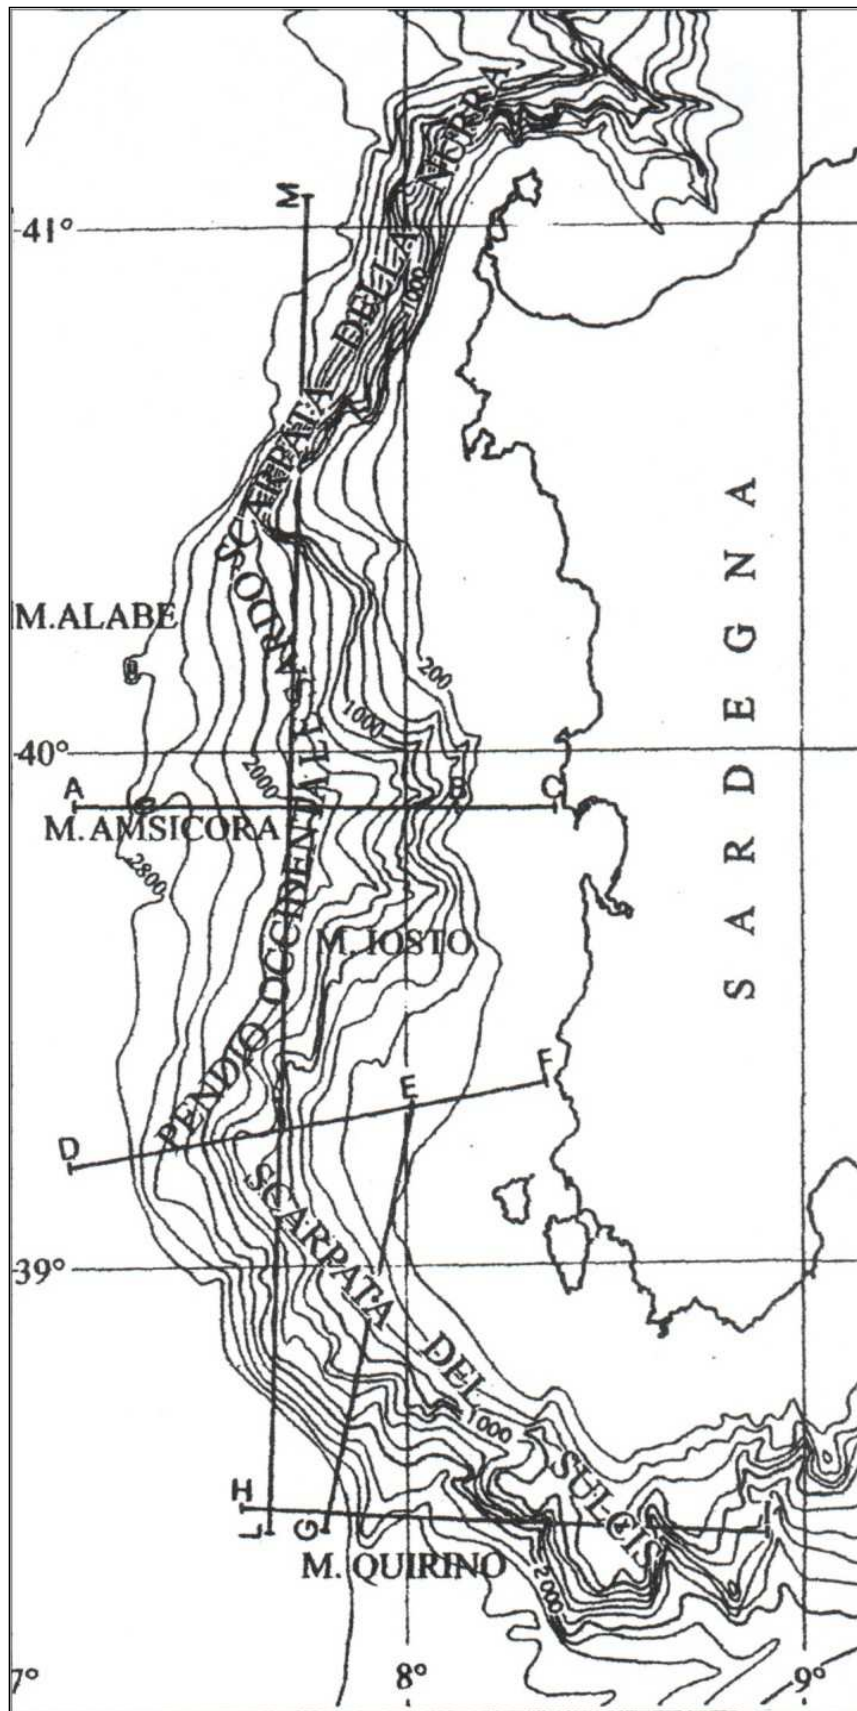 M
41°
SCARPATA DELLA NURRA
1000
M.ALABE
200
1000
40°
2000
A
B
C
M. AMSICORA
2800
PENDIO OCCIDENTALE SARDO
M. IOSTO
SARDEGNA
D
E
F
39°
SCARPATA DEL SULCIS
1000
H
I
L
G
M. QUIRINO
2000
7°
8°
9°